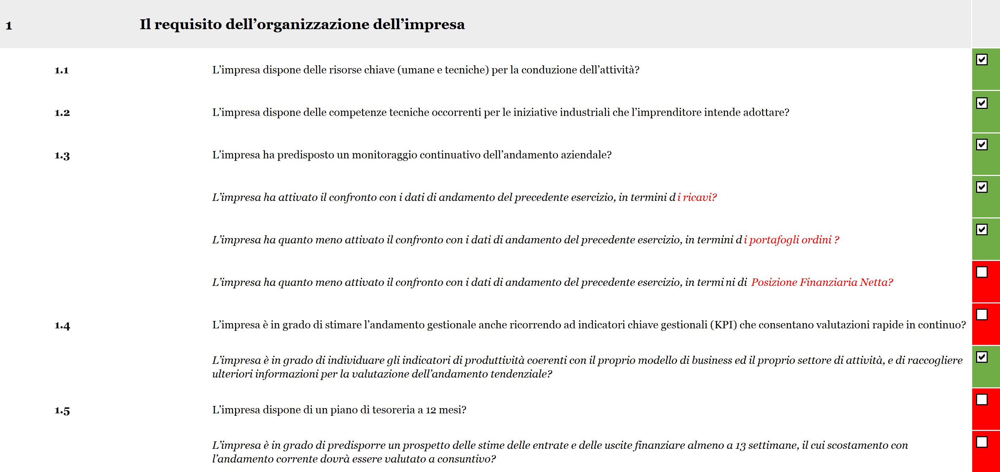 1 Il requisito dell’organizzazione dell’impresa
1.1 L’impresa dispone delle risorse chiave (umane e tecniche) per la conduzione dell’attività?
1.2 L’impresa dispone delle competenze tecniche occorrenti per le iniziative industriali che l’imprenditore intende adottare?
1.3 L’impresa ha predisposto un monitoraggio continuativo dell’andamento aziendale?
L’impresa ha attivato il confronto con i dati di andamento del precedente esercizio, in termini di ricavi?
L’impresa ha quanto meno attivato il confronto con i dati di andamento del precedente esercizio, in termini di portafogli ordini ?
L’impresa ha quanto meno attivato il confronto con i dati di andamento del precedente esercizio, in termini di Posizione Finanziaria Netta?
1.4 L’impresa è in grado di stimare l’andamento gestionale anche ricorrendo ad indicatori chiave gestionali (KPI) che consentano valutazioni rapide in continuo?
L’impresa è in grado di individuare gli indicatori di produttività coerenti con il proprio modello di business ed il proprio settore di attività, e di raccogliere
ulteriori informazioni per la valutazione dell’andamento tendenziale?
1.5 L’impresa dispone di un piano di tesoreria a 12 mesi?
L’impresa è in grado di predisporre un prospetto delle stime delle entrate e delle uscite finanziare almeno a 13 settimane, il cui scostamento con
l’andamento corrente dovrà essere valutato a consuntivo?